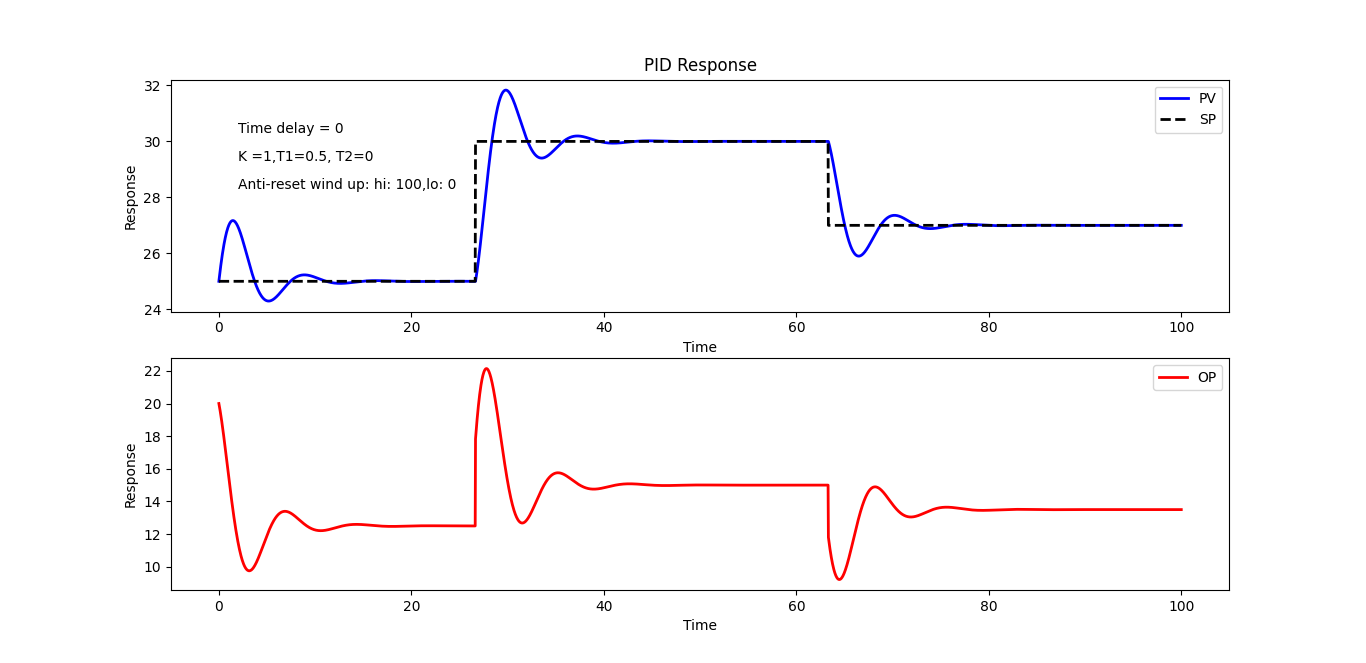 PID Response
32
30
28
26
24
Response
Time delay = 0
K =1,T1=0.5, T2=0
Anti-reset wind up: hi: 100,lo: 0
PV
SP
0 20 40 60 80 100
Time
22
20
18
16
14
12
10
Response
OP
0 20 40 60 80 100
Time